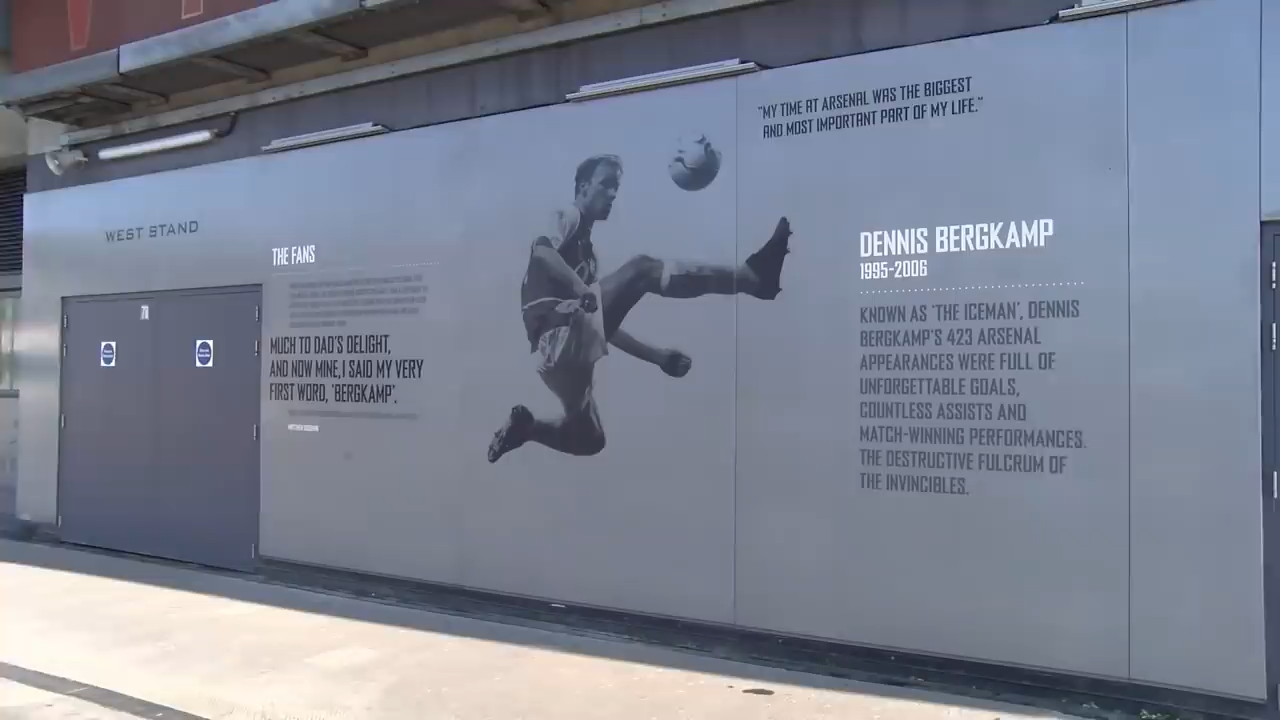 "MY TIME AT ARSENAL WAS THE BIGGEST
AND MOST IMPORTANT PART OF MY LIFE."
WEST STAND
THE FANS
MUCH TO DAD'S DELIGHT,
AND NOW MINE, I SAID MY VERY
FIRST WORD, 'BERGKAMP'.
DENNIS BERGKAMP
1995-2006
KNOWN AS 'THE ICEMAN', DENNIS
BERGKAMP'S 423 ARSENAL
APPEARANCES WERE FULL OF
UNFORGETTABLE GOALS,
COUNTLESS ASSISTS AND
MATCH-WINNING PERFORMANCES.
THE DESTRUCTIVE FULCRUM OF
THE INVINCIBLES.